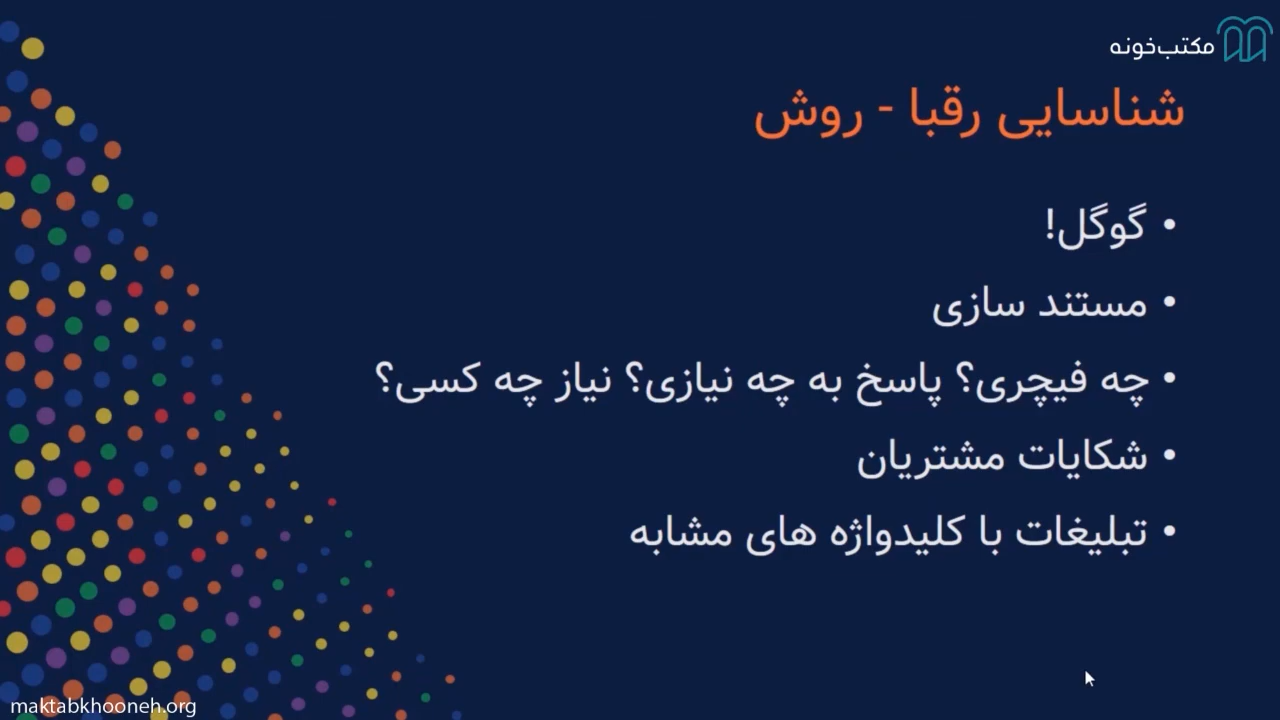 مکتب‌خونه
شناسایی رقبا - روش
• گوگل!
• مستند سازی
• چه فیچری؟ پاسخ به چه نیازی؟ نیاز چه کسی؟
• شکایات مشتریان
• تبلیغات با کلیدواژه های مشابه
maktabkhooneh.org